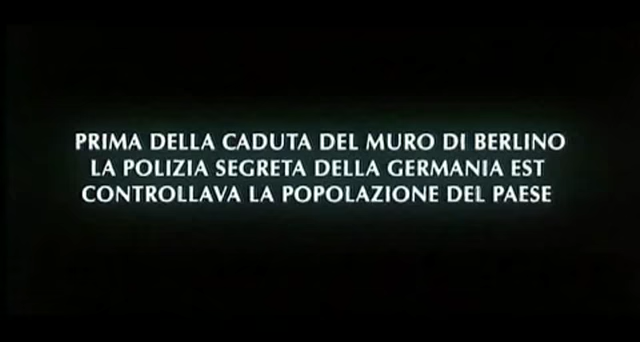 PRIMA DELLA CADUTA DEL MURO DI BERLINO
LA POLIZIA SEGRETA DELLA GERMANIA EST
CONTROLLAVA LA POPOLAZIONE DEL PAESE